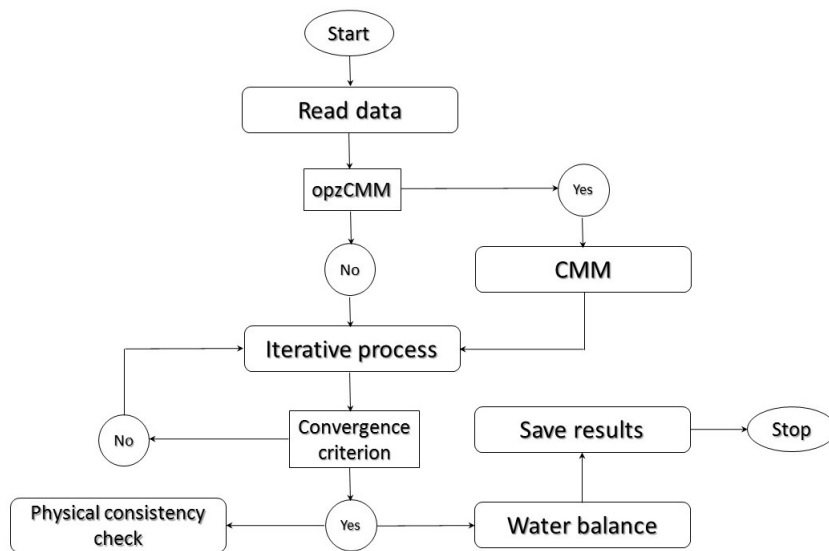 Start
Read data
opzCMM
Yes
No
CMM
Iterative process
No
Convergence
criterion
Save results
Stop
Physical consistency
check
Yes
Water balance